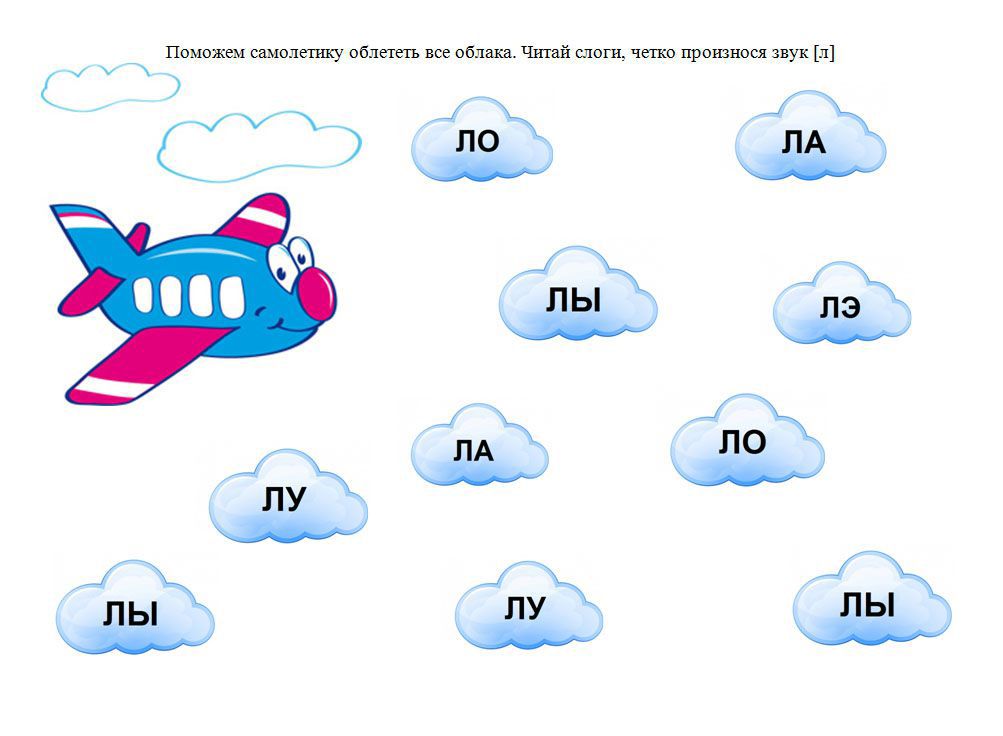 Поможем самолетику облететь все облака. Читай слоги, четко произнося звук [л]
ЛО
ЛА
ЛЫ
ЛЭ
ЛА
ЛО
ЛУ
ЛЫ
ЛУ
ЛЫ